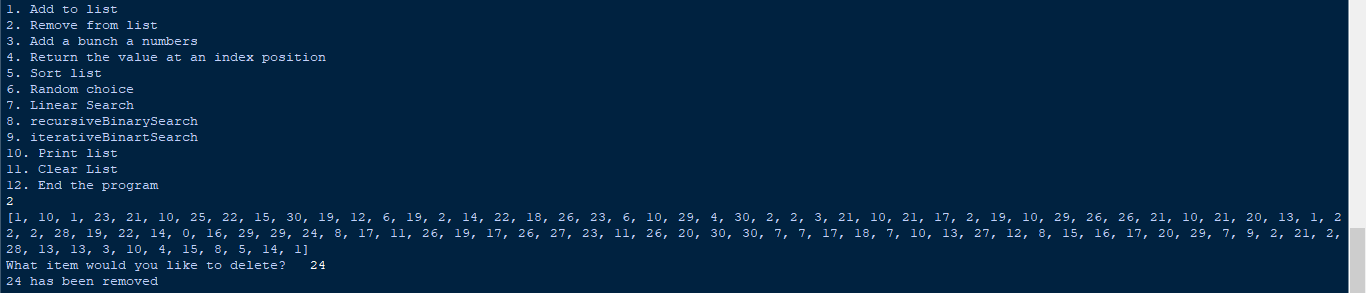 1. Add to list
2. Remove from list
3. Add a bunch a numbers
4. Return the value at an index position
5. Sort list
6. Random choice
7. Linear Search
8. recursiveBinarySearch
9. iterativeBinartSearch
10. Print list
11. Clear List
12. End the program
2
[1, 10, 1, 23, 21, 10, 25, 22, 15, 30, 19, 12, 6, 19, 2, 14, 22, 18, 26, 23, 6, 10, 29, 4, 30, 2, 2, 3, 21, 10, 21, 17, 2, 19, 10, 29, 26, 26, 21, 10, 21, 20, 13, 1, 2
2, 2, 28, 19, 22, 14, 0, 16, 29, 29, 24, 8, 17, 11, 26, 19, 17, 26, 27, 23, 11, 26, 20, 30, 30, 7, 7, 17, 18, 7, 10, 13, 27, 12, 8, 15, 16, 17, 20, 29, 7, 9, 2, 21, 2,
28, 13, 13, 3, 10, 4, 15, 8, 5, 14, 1]
What item would you like to delete?   24
24 has been removed